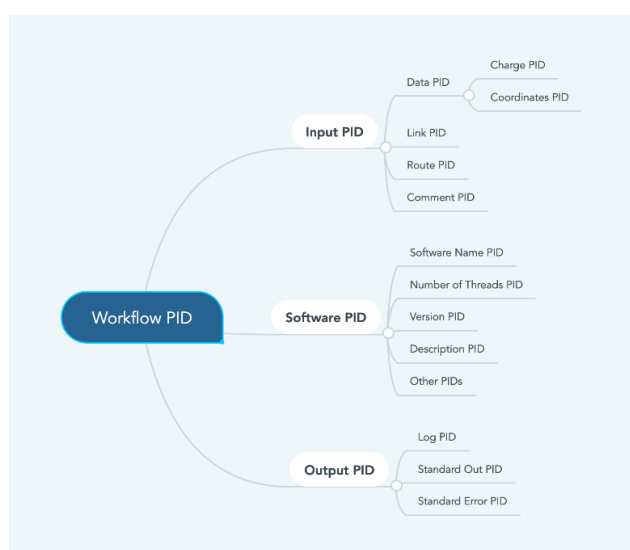 Workflow PID
Input PID
Data PID
Charge PID
Coordinates PID
Link PID
Route PID
Comment PID
Software PID
Software Name PID
Number of Threads PID
Version PID
Description PID
Other PIDs
Output PID
Log PID
Standard Out PID
Standard Error PID